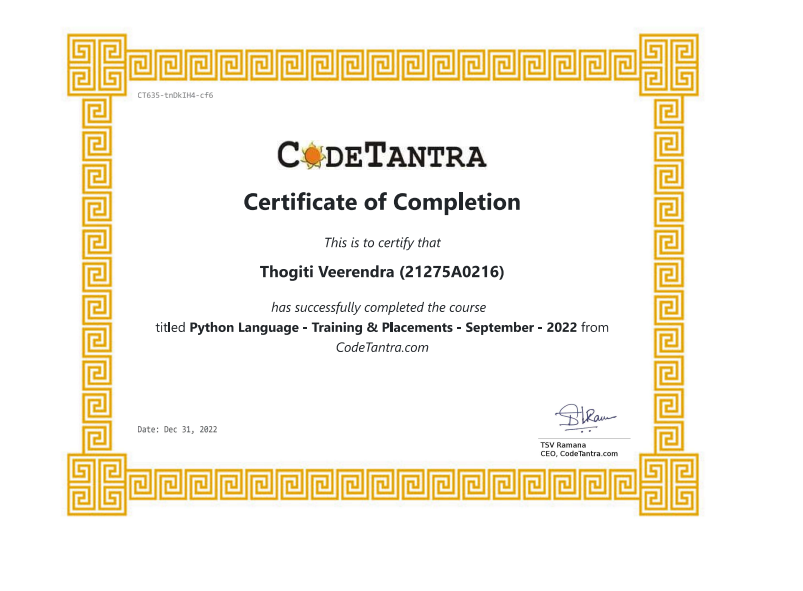 CT635-tnDkIH4-cf6
CODETANTRA
Certificate of Completion
This is to certify that
Thogiti Veerendra (21275A0216)
has successfully completed the course
titled Python Language - Training & Placements - September - 2022 from
CodeTantra.com
Date: Dec 31, 2022
TSV Ramana
CEO, CodeTantra.com